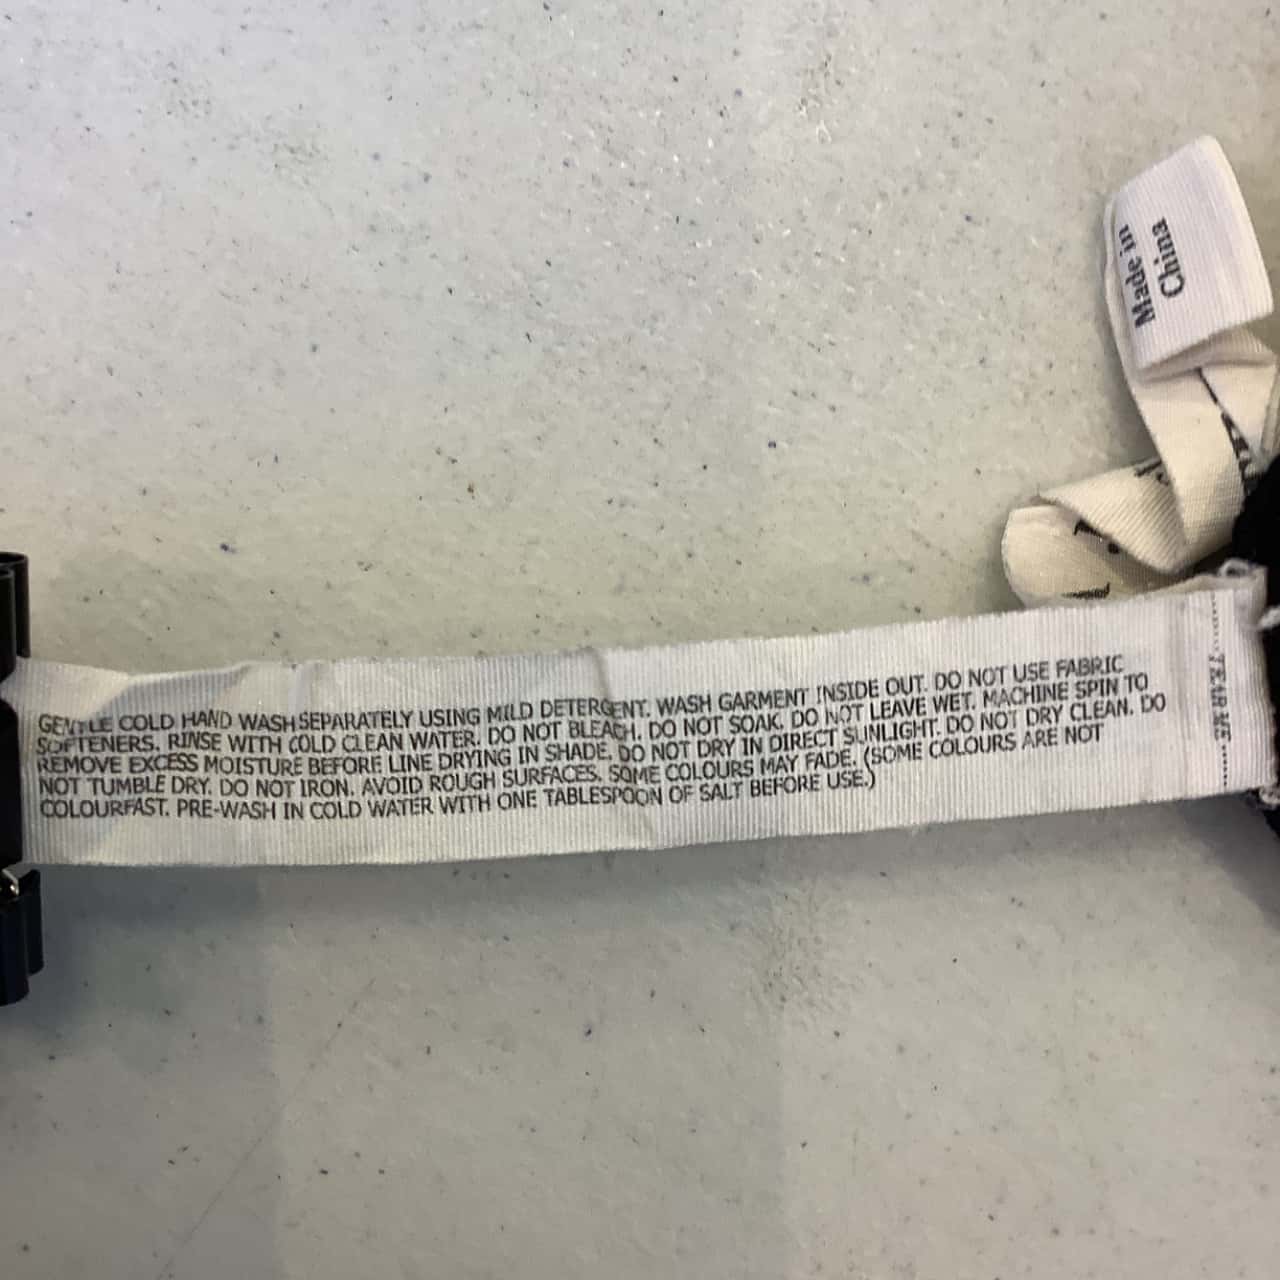 Made in
China
GENTLE COLD HAND WASH SEPARATELY USING MILD DETERGENT. WASH GARMENT INSIDE OUT. DO NOT USE FABRIC
SOFTENERS. RINSE WITH COLD CLEAN WATER. DO NOT BLEACH. DO NOT SOAK. DO NOT LEAVE WET. MACHINE SPIN TO
REMOVE EXCESS MOISTURE BEFORE LINE DRYING IN SHADE. DO NOT DRY IN DIRECT SUNLIGHT. DO NOT DRY CLEAN. DO
NOT TUMBLE DRY. DO NOT IRON. AVOID ROUGH SURFACES. SOME COLOURS MAY FADE. (SOME COLOURS ARE NOT
COLOURFAST. PRE-WASH IN COLD WATER WITH ONE TABLESPOON OF SALT BEFORE USE.)
TEAR ME